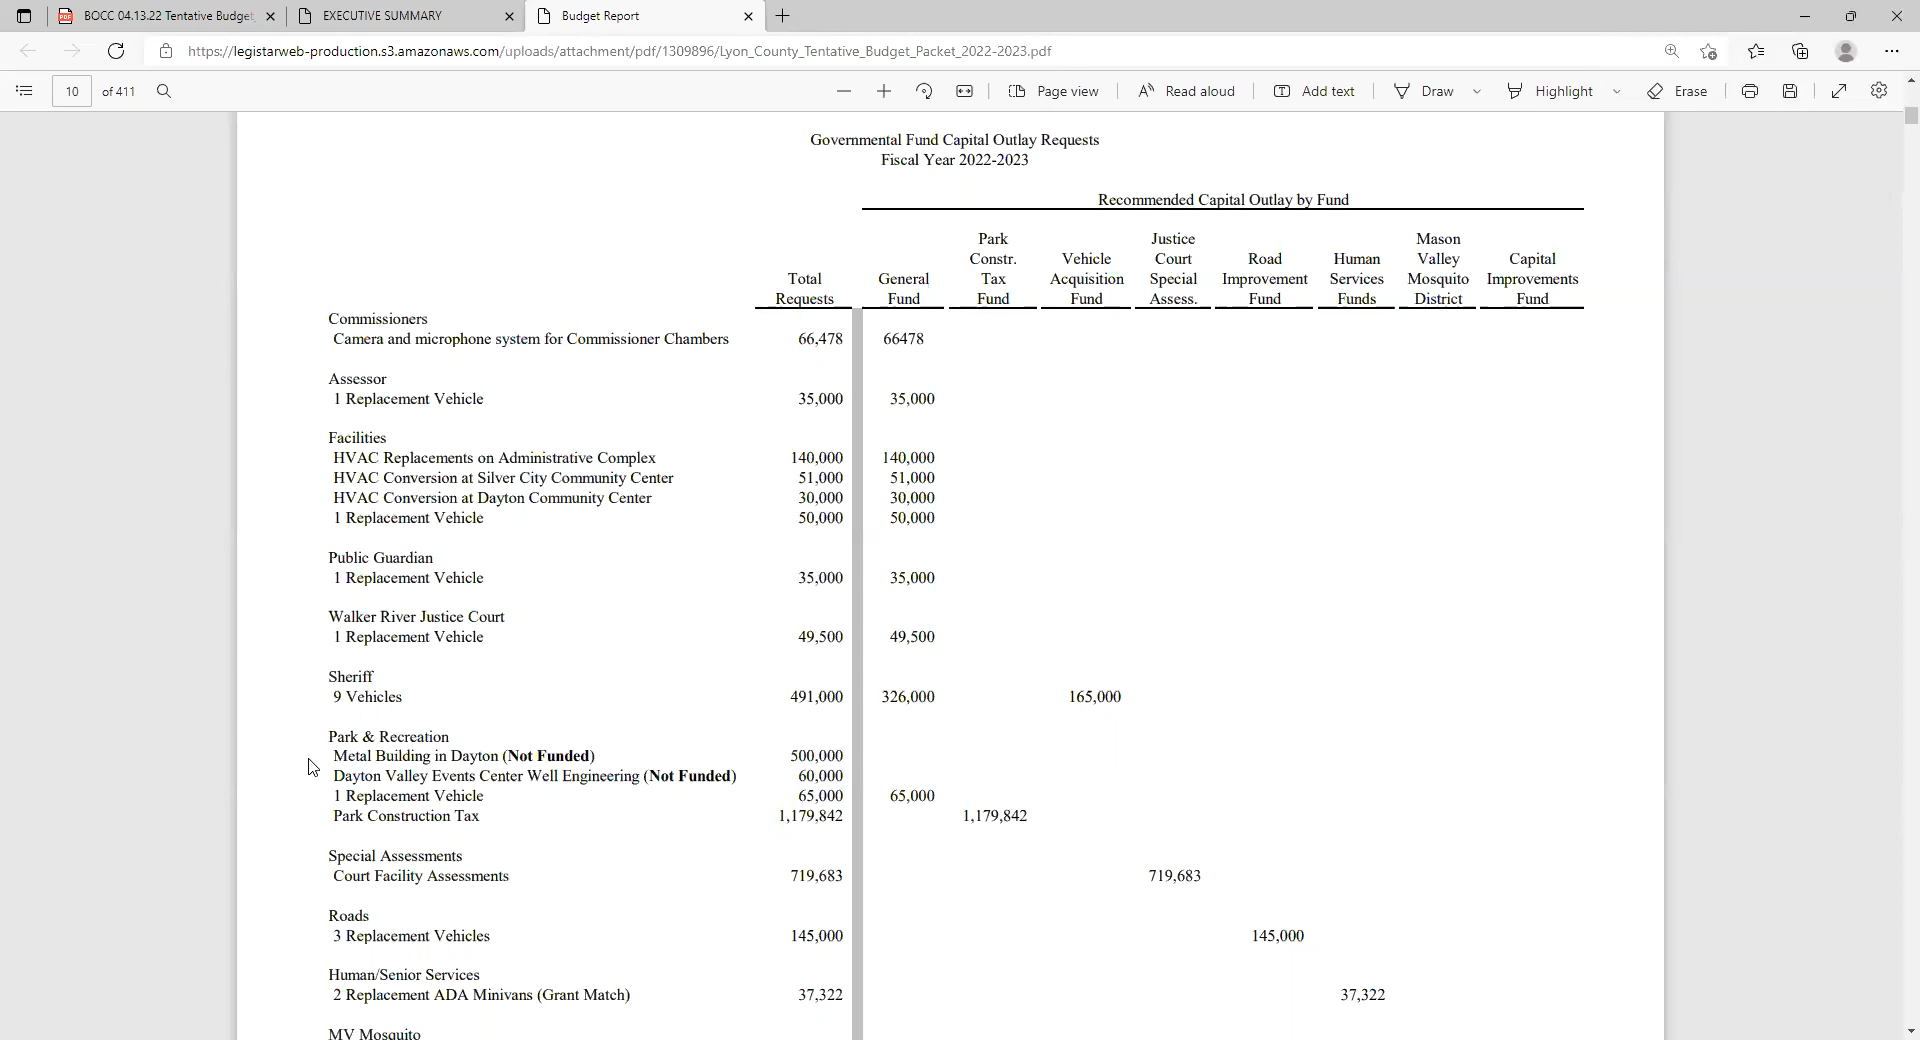 BOCC 04.13.22 Tentative Budget
EXECUTIVE SUMMARY
Budget Report
https://legistarweb-production.s3.amazonaws.com/uploads/attachment/pdf/1309896/Lyon_County_Tentative_Budget_Packet_2022-2023.pdf
10 of 411 Page view Read aloud Add text Draw Highlight Erase
Governmental Fund Capital Outlay Requests
Fiscal Year 2022-2023
Recommended Capital Outlay by Fund
Park Justice Mason
Constr. Vehicle Court Road Human Valley Capital
Total General Tax Acquisition Special Improvement Services Mosquito Improvements
Requests Fund Fund Fund Assess. Fund Funds District Fund
Commissioners
Camera and microphone system for Commissioner Chambers 66,478 66478
Assessor
1 Replacement Vehicle 35,000 35,000
Facilities
HVAC Replacements on Administrative Complex 140,000 140,000
HVAC Conversion at Silver City Community Center 51,000 51,000
HVAC Conversion at Dayton Community Center 30,000 30,000
1 Replacement Vehicle 50,000 50,000
Public Guardian
1 Replacement Vehicle 35,000 35,000
Walker River Justice Court
1 Replacement Vehicle 49,500 49,500
Sheriff
9 Vehicles 491,000 326,000 165,000
Park & Recreation
Metal Building in Dayton (Not Funded) 500,000
Dayton Valley Events Center Well Engineering (Not Funded) 60,000
1 Replacement Vehicle 65,000 65,000
Park Construction Tax 1,179,842 1,179,842
Special Assessments
Court Facility Assessments 719,683 719,683
Roads
3 Replacement Vehicles 145,000 145,000
Human/Senior Services
2 Replacement ADA Minivans (Grant Match) 37,322 37,322
MV Mosquito